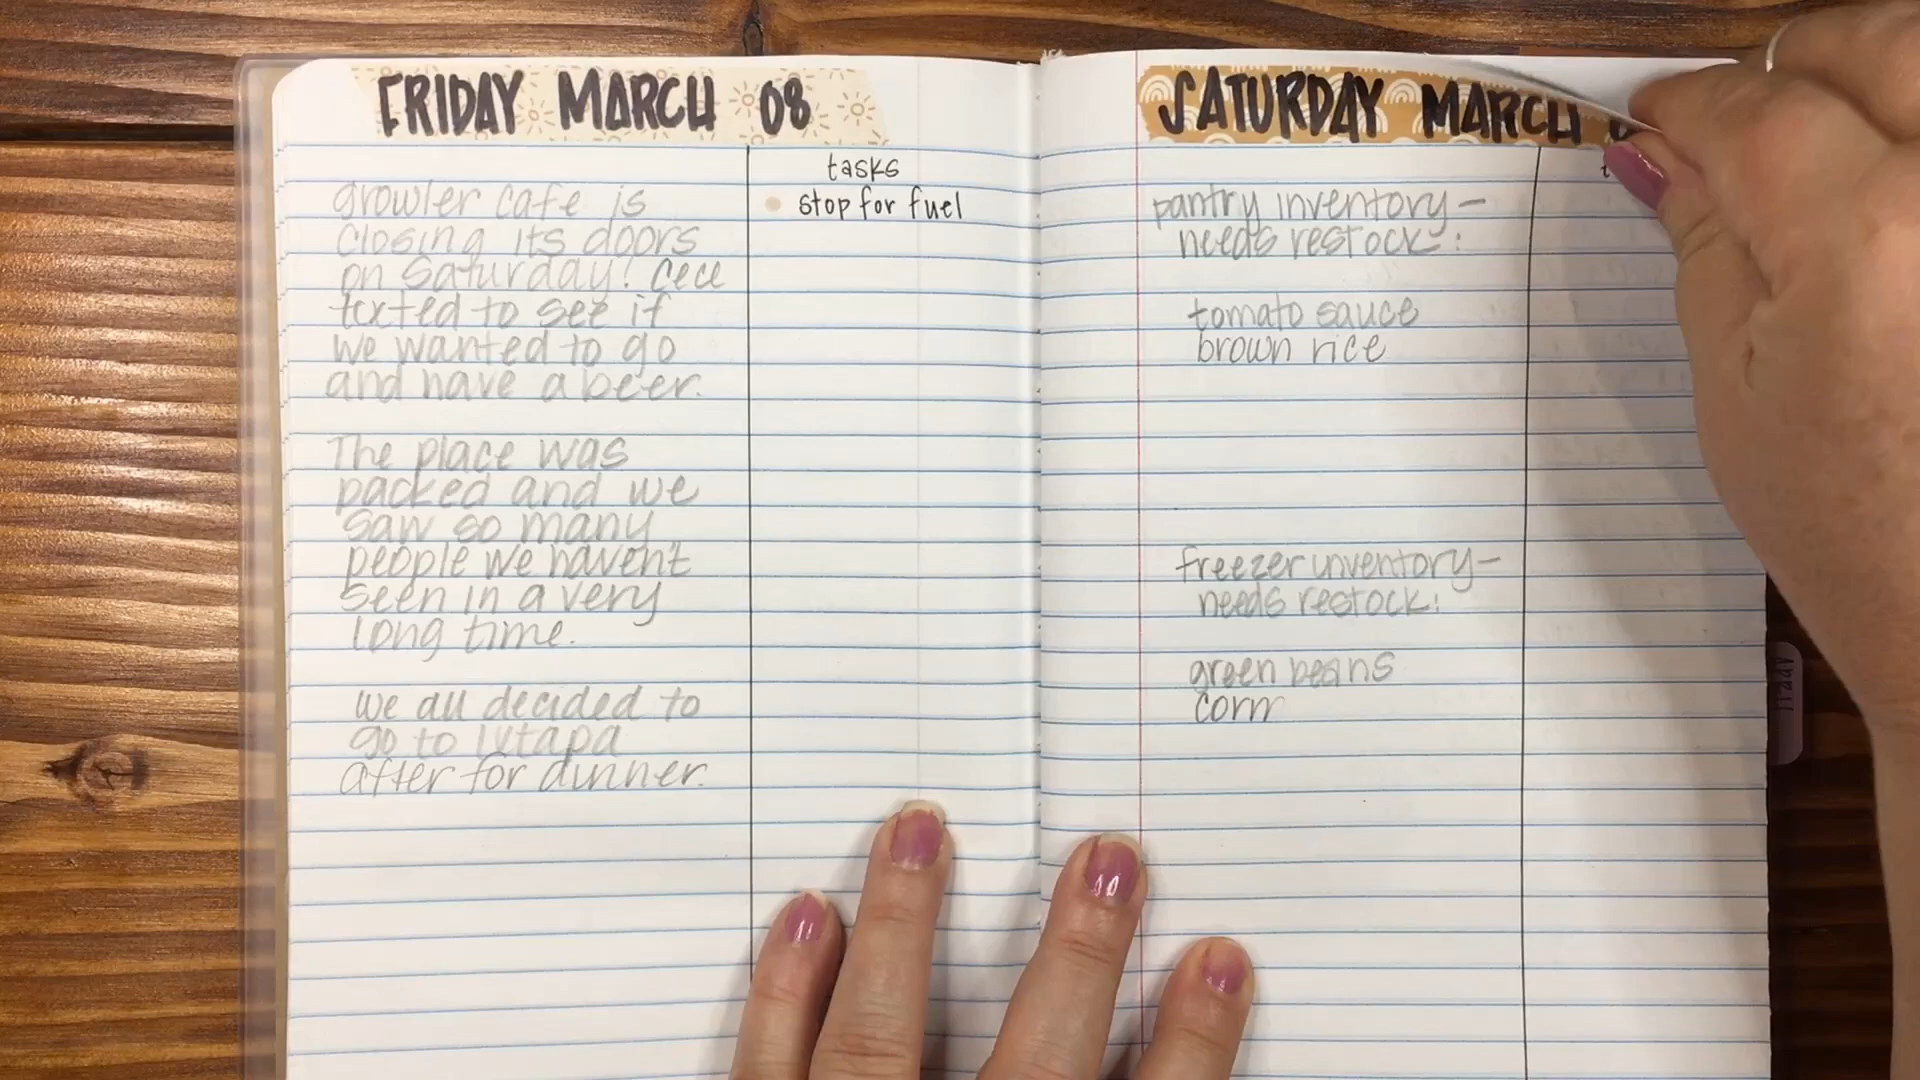 FRIDAY MARCH 08
tasks
stop for fuel
growler cafe is
closing its doors
on Saturday! Cece
texted to see if
we wanted to go
and have a beer.
The place was
packed and we
saw so many
people we haven't
seen in a very
long time.
we all decided to
go to Ixtapa
after for dinner.
SATURDAY MARCH
pantry inventory-
needs restock:
tomato sauce
brown rice
freezer inventory-
needs restock:
green beans
corn
April